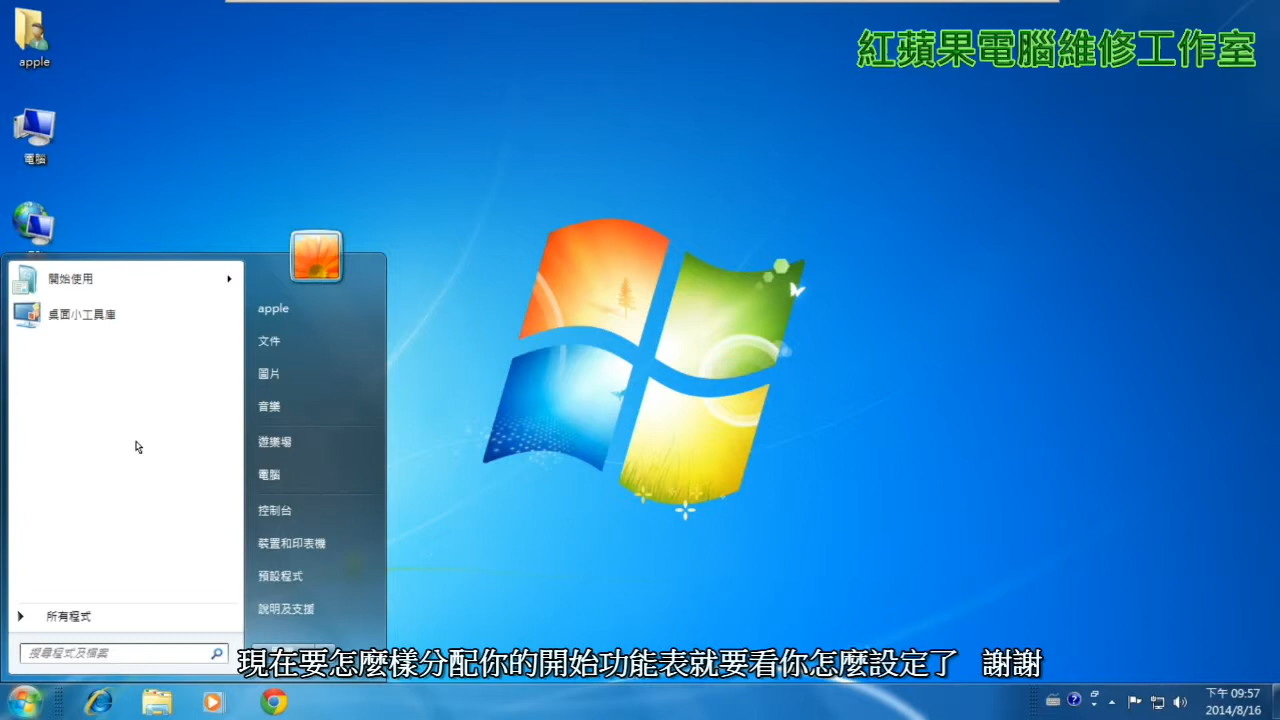 apple
紅蘋果電腦維修工作室
電腦
開始使用
桌面小工具庫
所有程式
搜尋程式及檔案
apple
文件
圖片
音樂
遊樂場
電腦
控制台
裝置和印表機
預設程式
說明及支援
現在要怎麼樣分配你的開始功能表就要看你怎麼設定了 謝謝
下午 09:57
2014/8/16